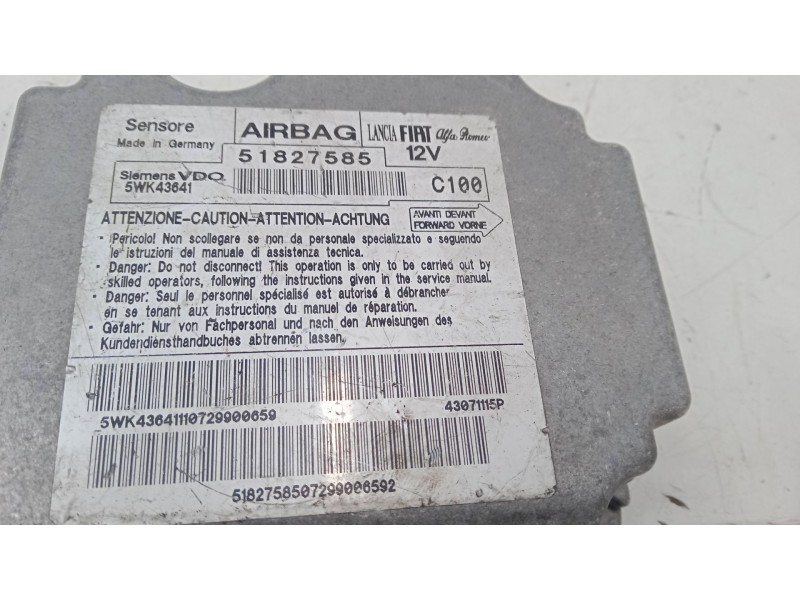 Sensore AIRBAG LANCIA FIAT Alfa Romeo
Made in Germany 51827585 12V
Siemens VDO
5WK43641 C100
ATTENZIONE-CAUTION-ATTENTION-ACHTUNG
AVANTI DEVANT
FORWARD VORNE
• !Pericolo! Non scollegare se non da personale specializzato e seguendo
le istruzioni del manuale di assistenza tecnica.
• Danger: Do not disconnect! This operation is only to be carried out by
skilled operators, following the instructions given in the service manual.
• Danger: Seul le personnel spécialisé est autorisé à débrancher
en se tenant aux instructions du manuel de réparation.
• Gefahr: Nur von Fachpersonal und nach den Anweisungen des
Kundendiensthandbuches abtrennen lassen.
5WK43641110729900659 43071115P
5182758507299006592